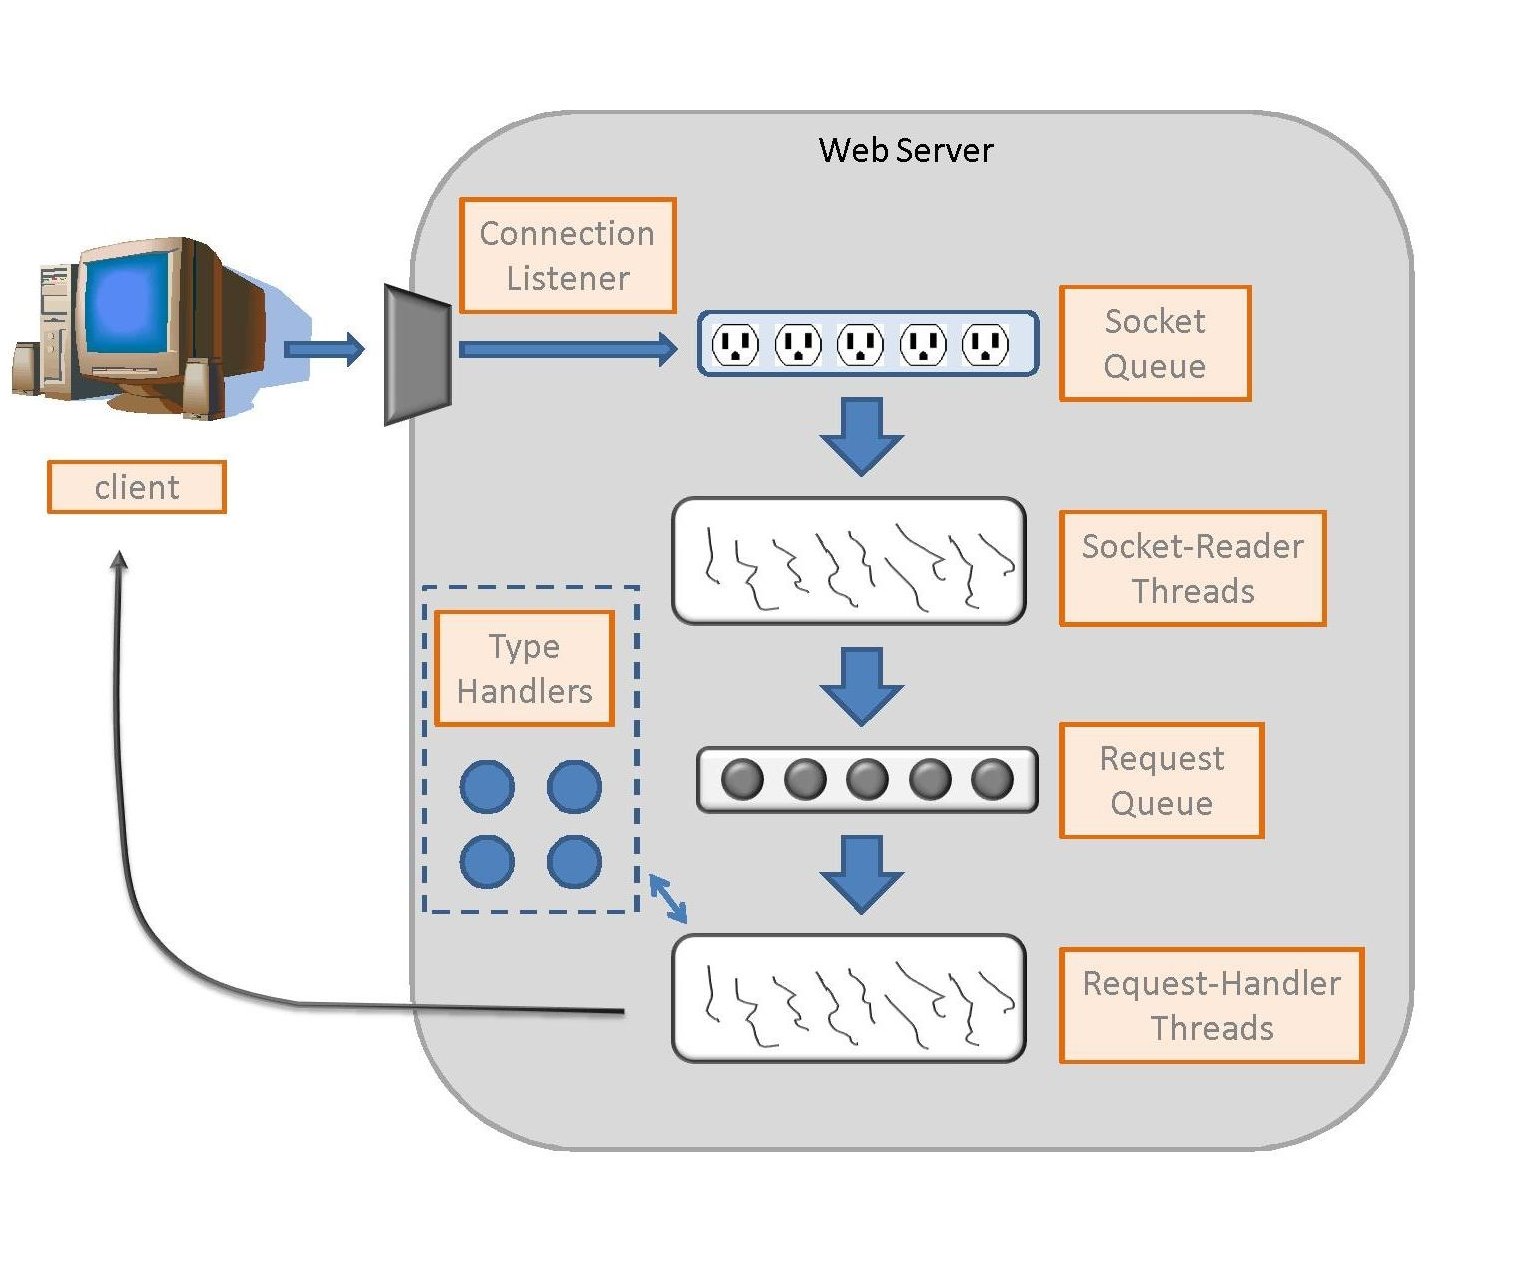 Web Server
Connection
Listener
Socket
Queue
client
Socket-Reader
Threads
Type
Handlers
Request
Queue
Request-Handler
Threads